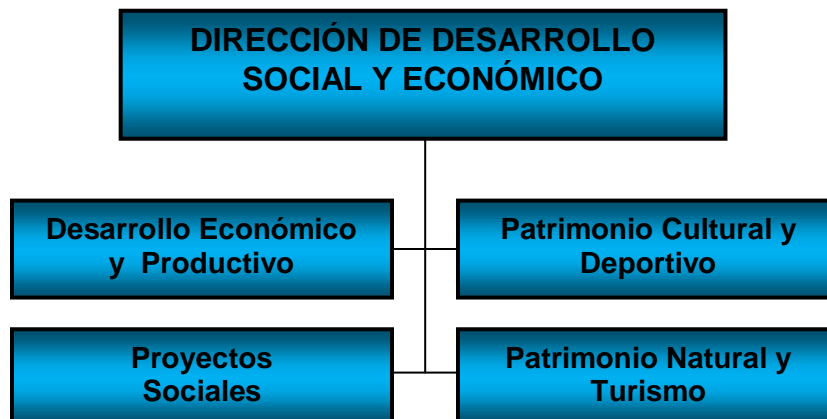 DIRECCIÓN DE DESARROLLO
SOCIAL Y ECONÓMICO
Desarrollo Económico
y Productivo
Patrimonio Cultural y
Deportivo
Proyectos
Sociales
Patrimonio Natural y
Turismo